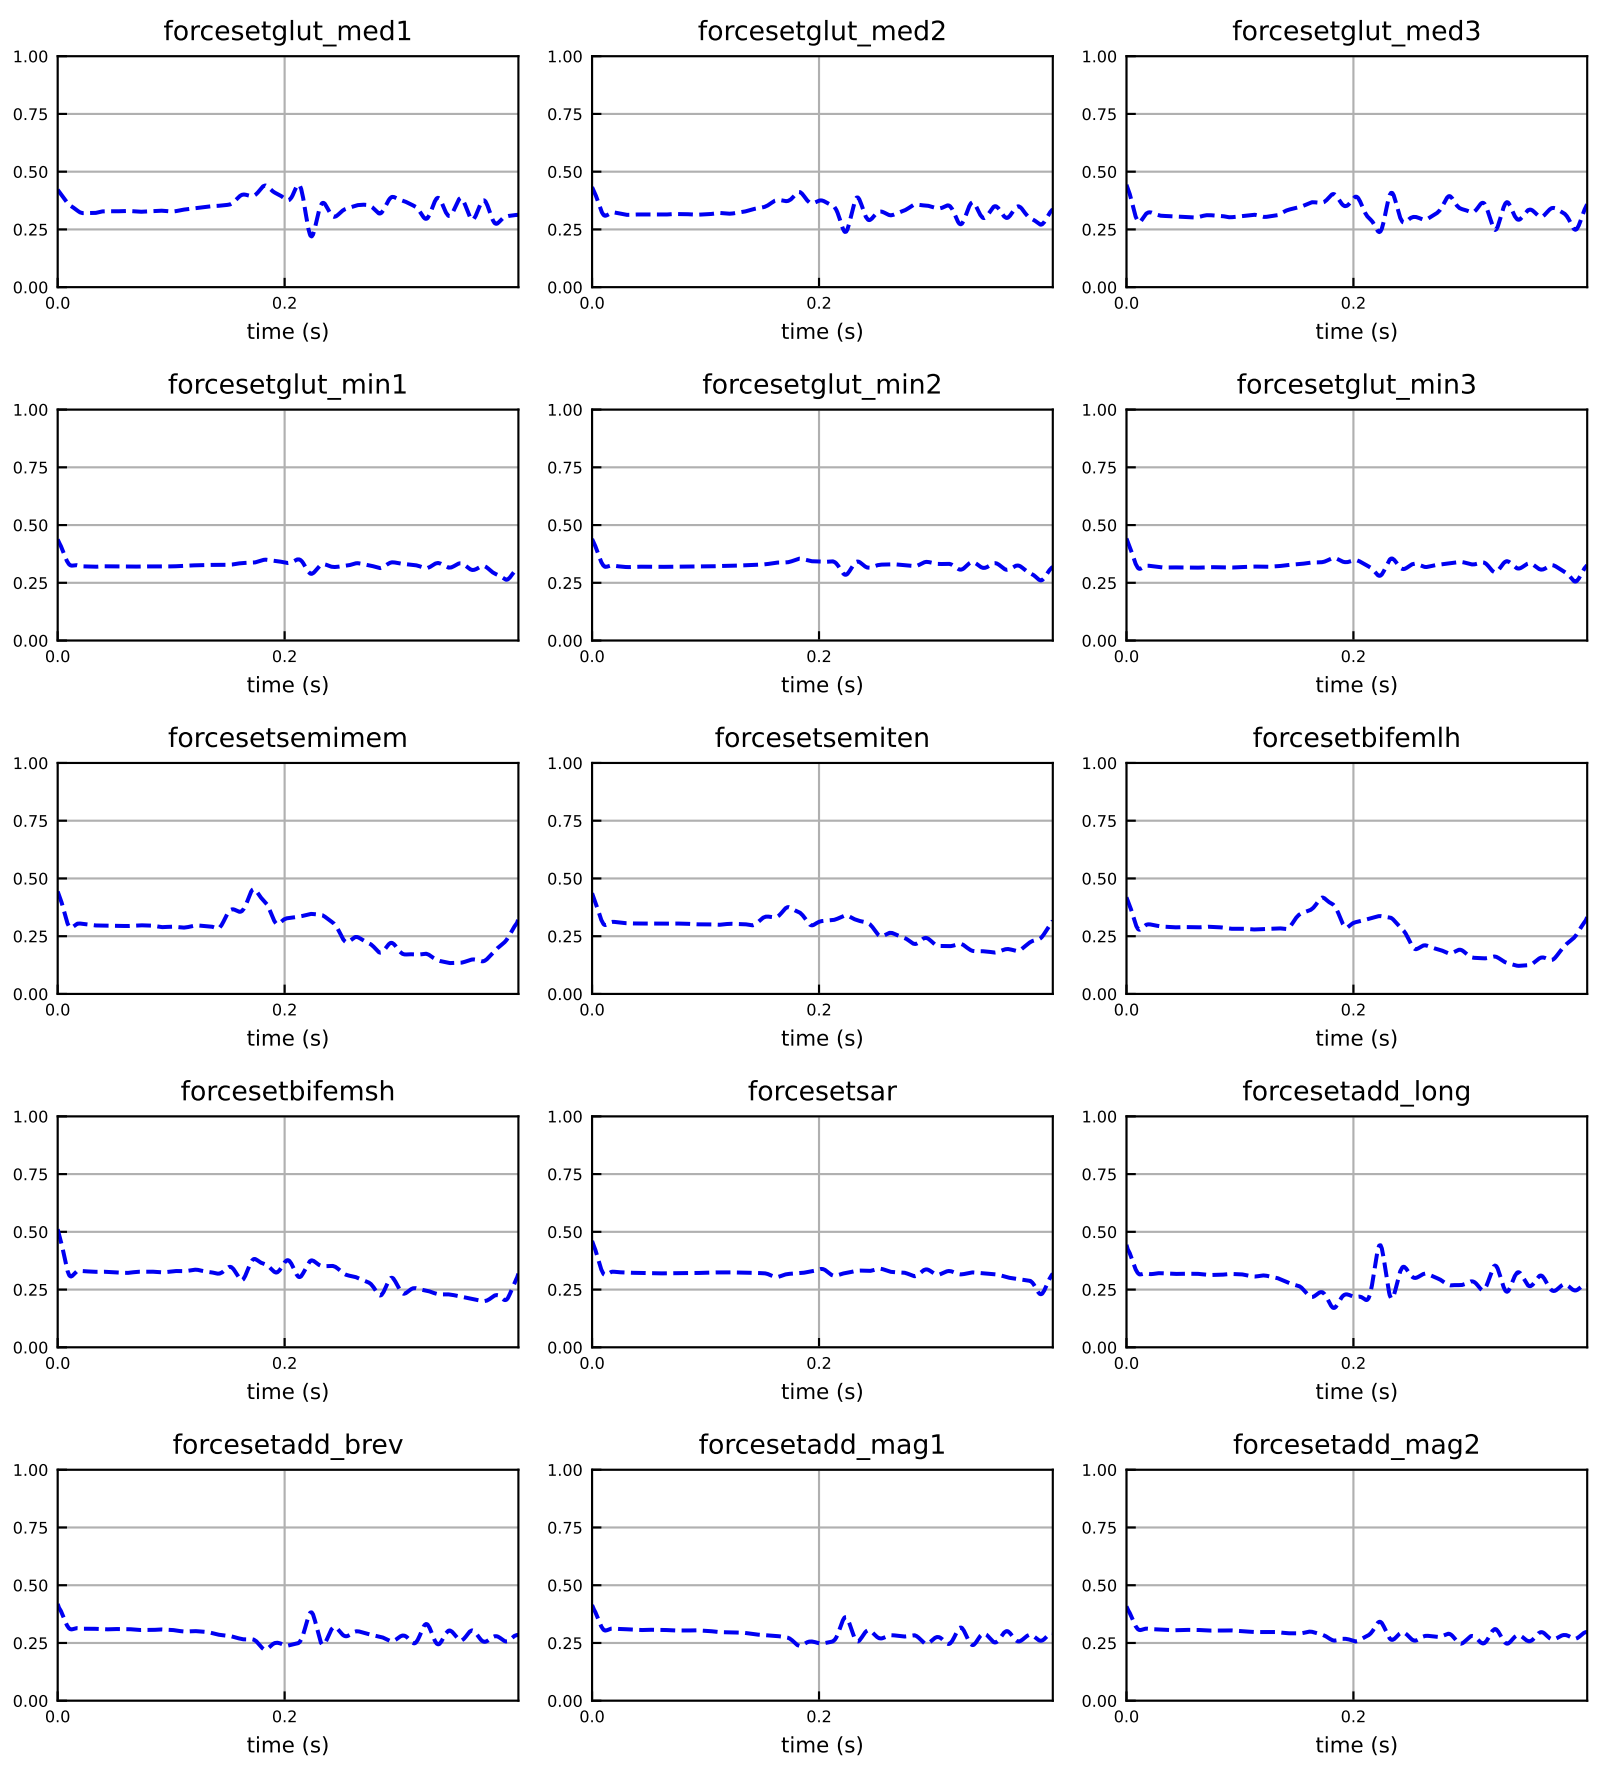 forcesetglut_med1 forcesetglut_med2 forcesetglut_med3
1.00 1.00 1.00
0.75 0.75 0.75
0.50 0.50 0.50
0.25 0.25 0.25
0.00 0.00 0.00
0.0 0.2 0.0 0.2 0.0 0.2
time (s) time (s) time (s)
forcesetglut_min1 forcesetglut_min2 forcesetglut_min3
1.00 1.00 1.00
0.75 0.75 0.75
0.50 0.50 0.50
0.25 0.25 0.25
0.00 0.00 0.00
0.0 0.2 0.0 0.2 0.0 0.2
time (s) time (s) time (s)
forcesetsemimem forcesetsemiten forcesetbifemlh
1.00 1.00 1.00
0.75 0.75 0.75
0.50 0.50 0.50
0.25 0.25 0.25
0.00 0.00 0.00
0.0 0.2 0.0 0.2 0.0 0.2
time (s) time (s) time (s)
forcesetbifemsh forcesetsar forcesetadd_long
1.00 1.00 1.00
0.75 0.75 0.75
0.50 0.50 0.50
0.25 0.25 0.25
0.00 0.00 0.00
0.0 0.2 0.0 0.2 0.0 0.2
time (s) time (s) time (s)
forcesetadd_brev forcesetadd_mag1 forcesetadd_mag2
1.00 1.00 1.00
0.75 0.75 0.75
0.50 0.50 0.50
0.25 0.25 0.25
0.00 0.00 0.00
0.0 0.2 0.0 0.2 0.0 0.2
time (s) time (s) time (s)